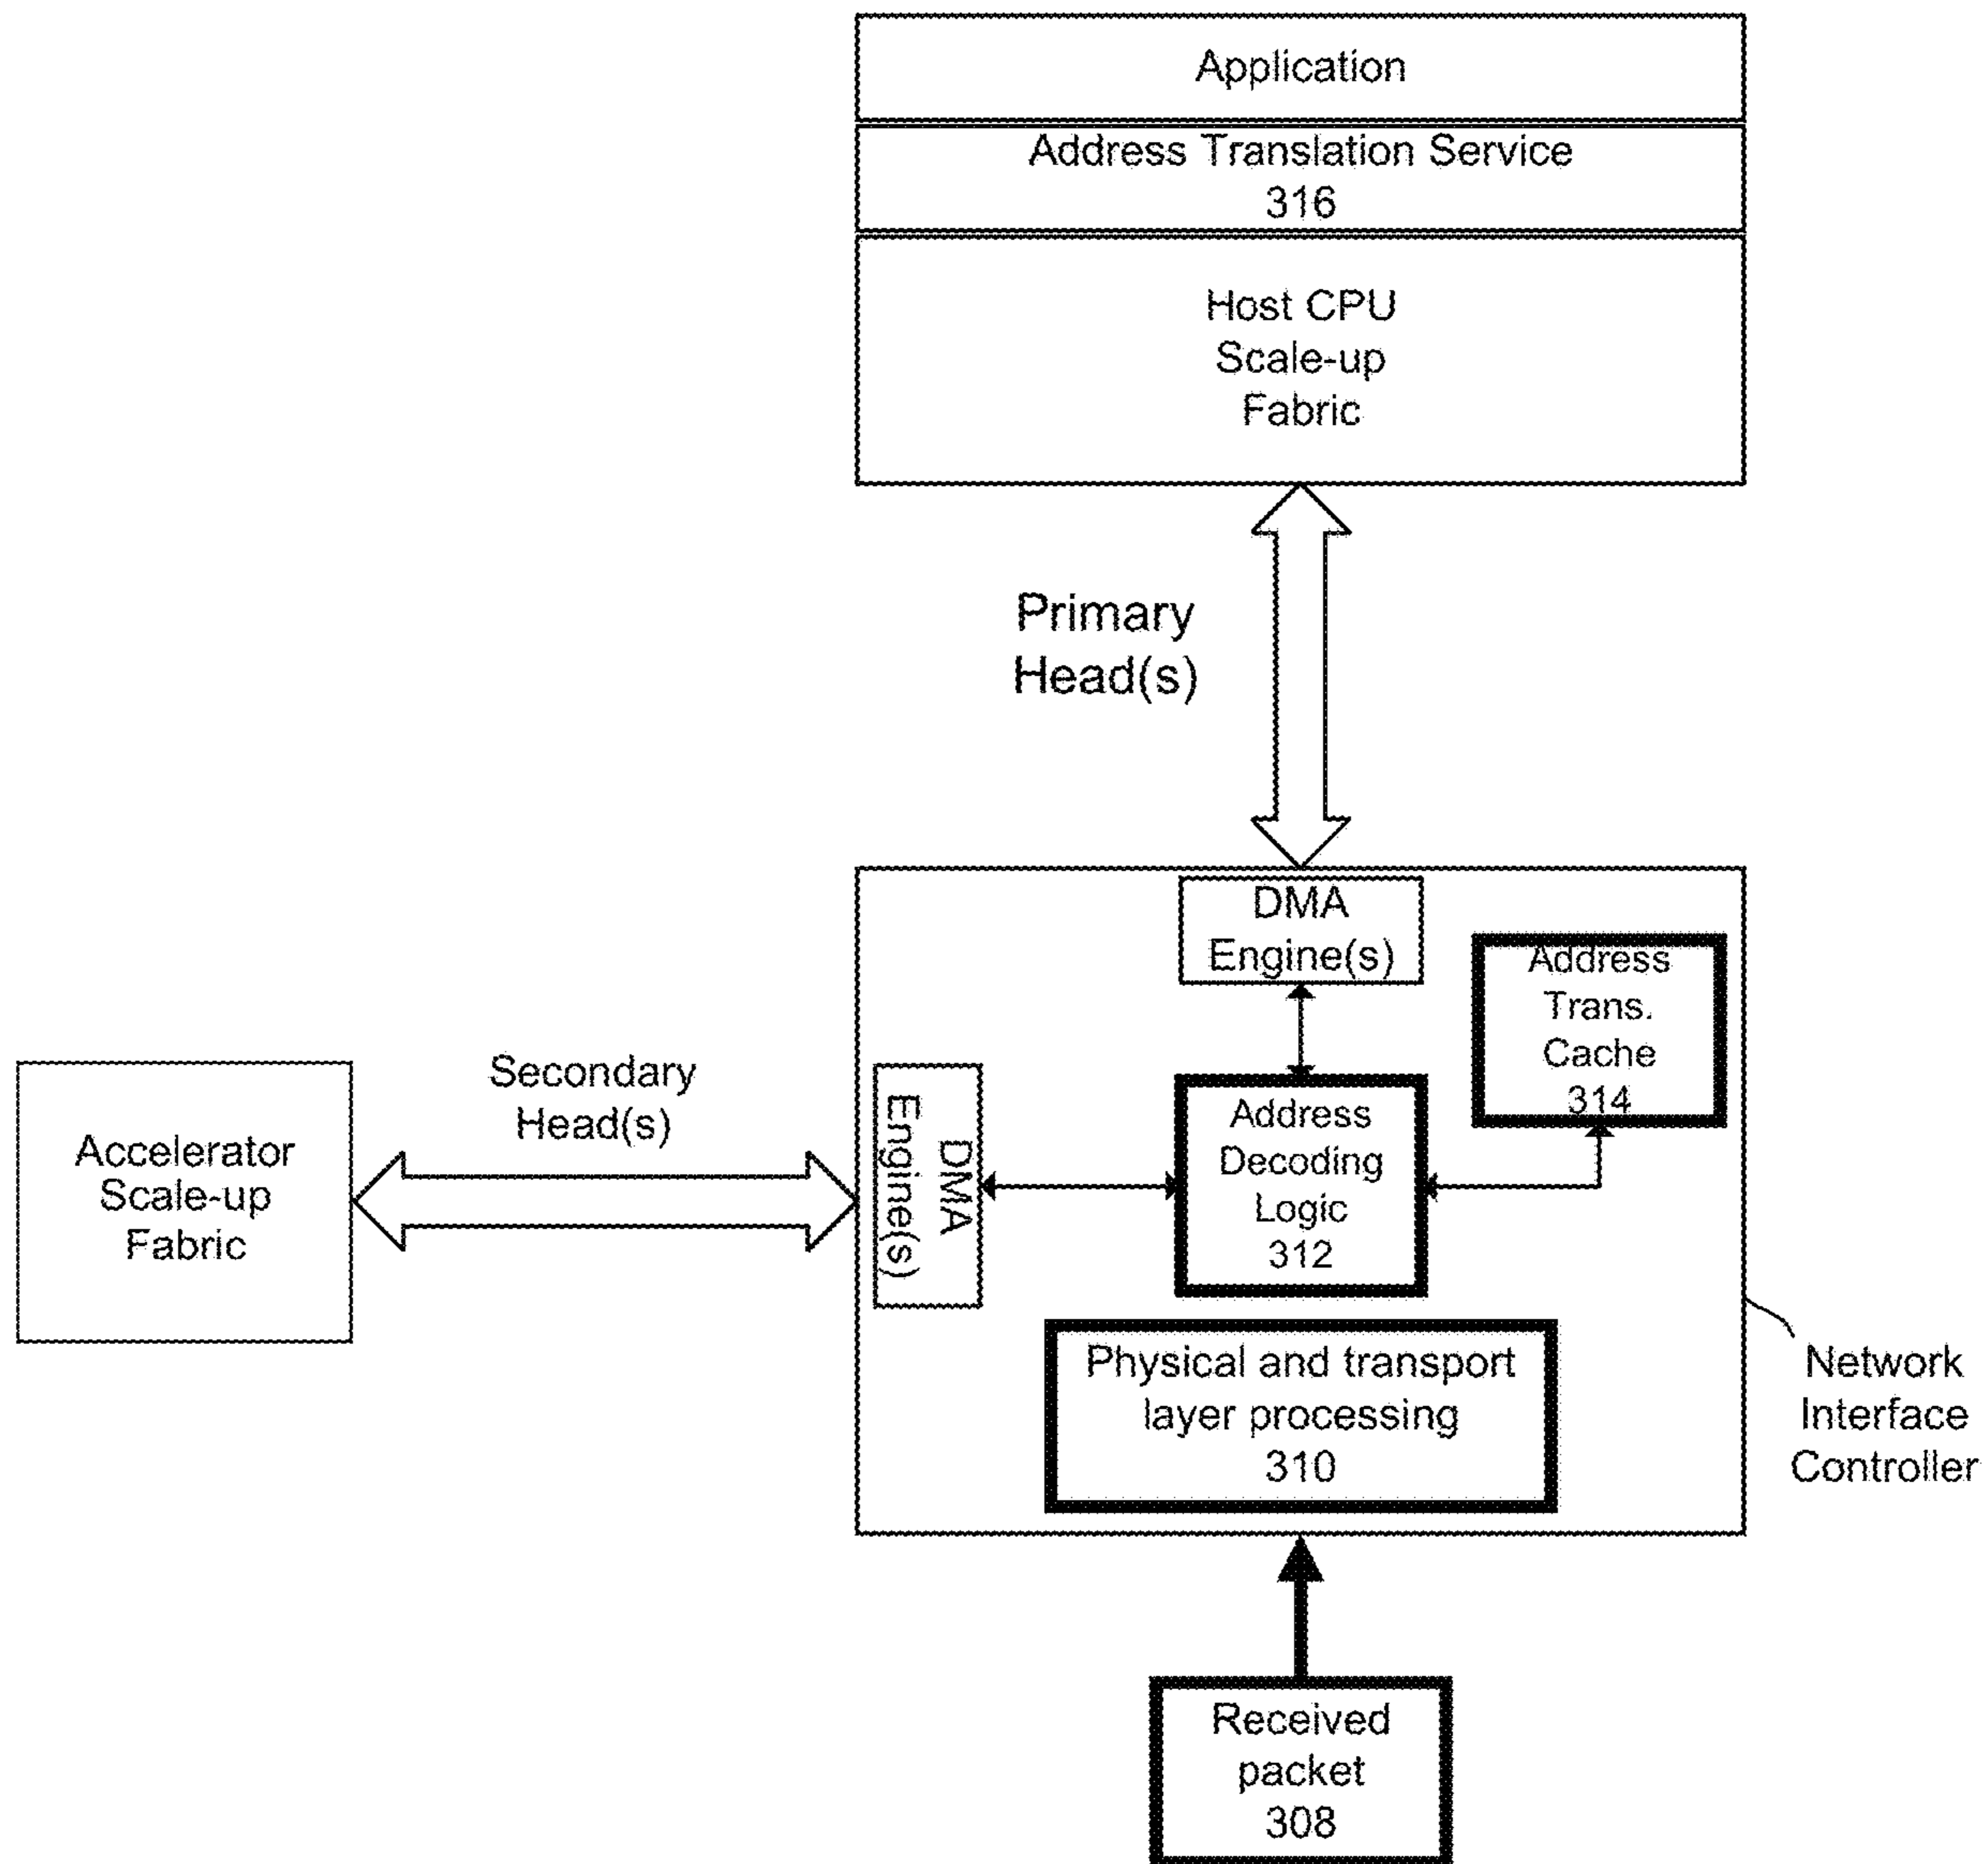 Application
Address Translation Service
316
Host CPU
Scale-up
Fabric
Primary
Head(s)
DMA
Engine(s)
Address
Trans.
Cache
314
Secondary
Head(s)
Accelerator
Scale-up
Fabric
DMA
Engine(s)
Address
Decoding
Logic
312
Physical and transport
layer processing
310
Network
Interface
Controller
Received
packet
308